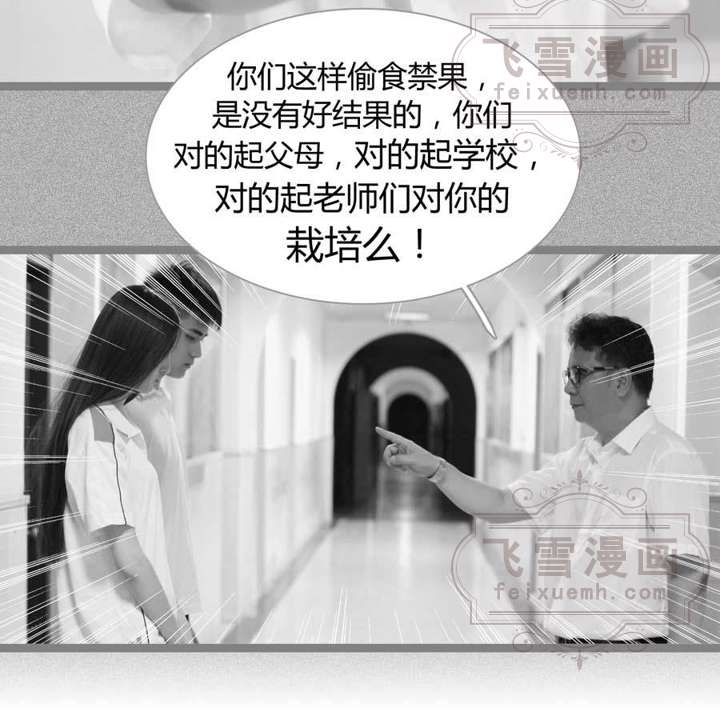 飞雪漫画
feixuemh.com
你们这样偷食禁果，
是没有好结果的，你们
对的起父母，对的起学校，
对的起老师们对你的
栽培么！
飞雪漫画
feixuemh.com